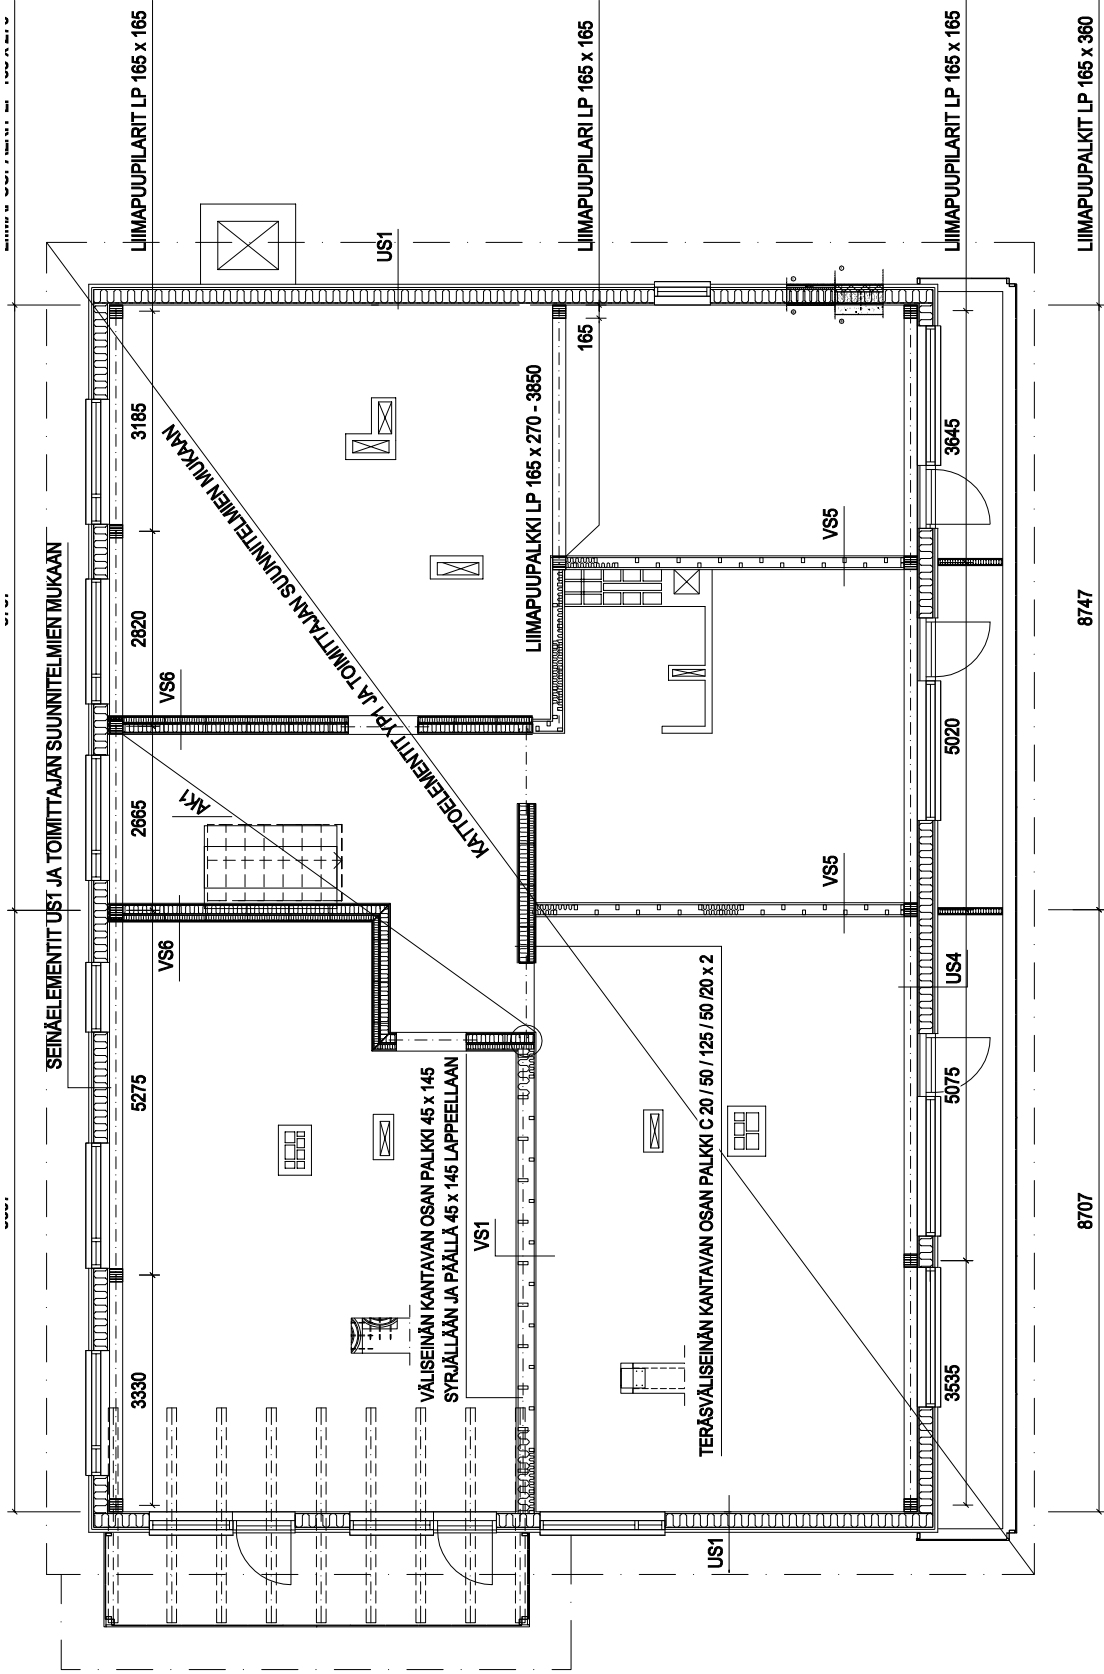 LIIMAPUUPILARIT LP 165 x 165
LIIMAPUUPILARI LP 165 x 165
LIIMAPUUPILARIT LP 165 x 165
LIIMAPUUPALKIT LP 165 x 360
US1
165
3185
3645
KATTOELEMENTIT YP1 JA TOIMITTAJAN SUUNNITELMIEN MUKAAN
LIIMAPUUPALKKI LP 165 x 270 - 3850
VS5
SEINÄELEMENTIT US1 JA TOIMITTAJAN SUUNNITELMIEN MUKAAN
2820
8747
VS6
5020
2665
AK1
VS5
VS6
US4
5275
5075
VÄLISEINÄN KANTAVAN OSAN PALKKI 45 x 145
SYRJÄLLÄÄN JA PÄÄLLÄ 45 x 145 LAPPEELLAAN
TERÄSVÄLISEINÄN KANTAVAN OSAN PALKKI C 20 / 50 / 125 / 50 /20 x 2
VS1
8707
3330
3535
US1